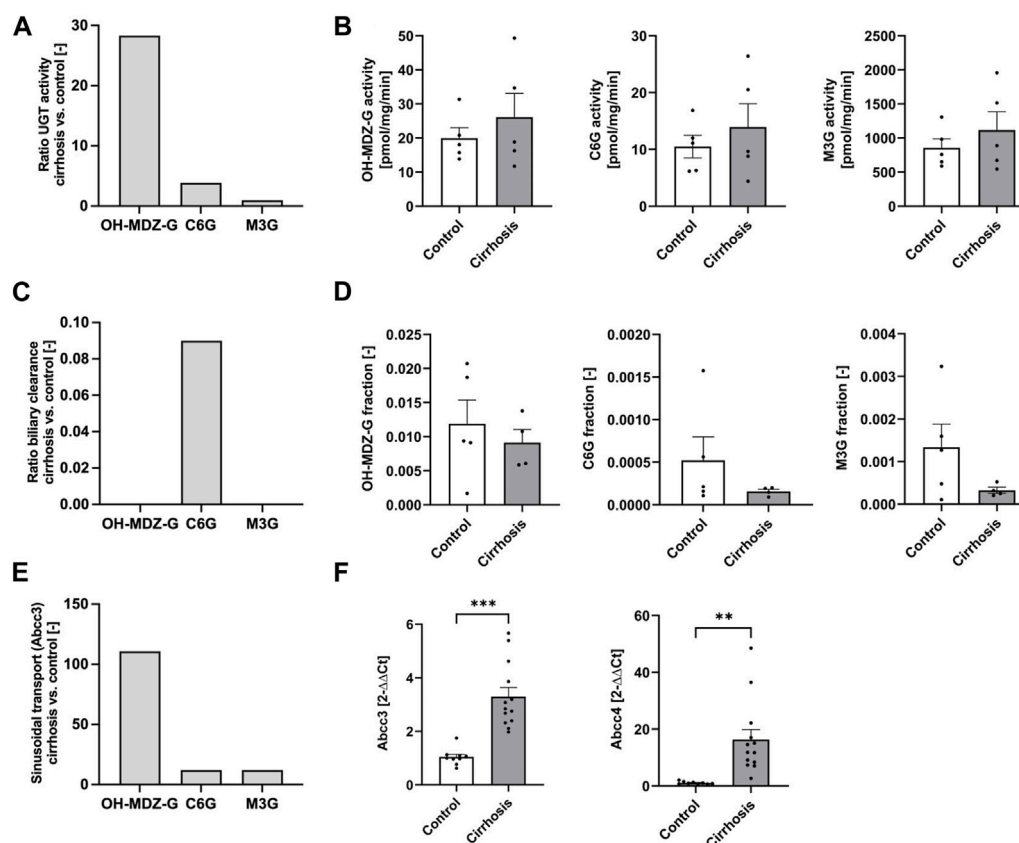 A
Ratio UGT activity
cirrhosis vs. control [-]
30
20
10
0
OH-MDZ-G C6G M3G
B
OH-MDZ-G activity
[pmol/mg/min]
50
40
30
20
10
0
Control
Cirrhosis
C6G activity
[pmol/mg/min]
30
20
10
0
Control
Cirrhosis
M3G activity
[pmol/mg/min]
2500
2000
1500
1000
500
0
Control
Cirrhosis
C
Ratio biliary clearance
cirrhosis vs. control [-]
0.10
0.08
0.06
0.04
0.02
0.00
OH-MDZ-G C6G M3G
D
OH-MDZ-G fraction [-]
0.025
0.020
0.015
0.010
0.005
0.000
Control
Cirrhosis
C6G fraction [-]
0.0020
0.0015
0.0010
0.0005
0.0000
Control
Cirrhosis
M3G fraction [-]
0.004
0.003
0.002
0.001
0.000
Control
Cirrhosis
E
Sinusoidal transport (Abcc3)
cirrhosis vs. control [-]
150
100
50
0
OH-MDZ-G C6G M3G
F
Abcc3 [2-ΔΔCt]
6
4
2
0
***
Control
Cirrhosis
Abcc4 [2-ΔΔCt]
60
40
20
0
**
Control
Cirrhosis